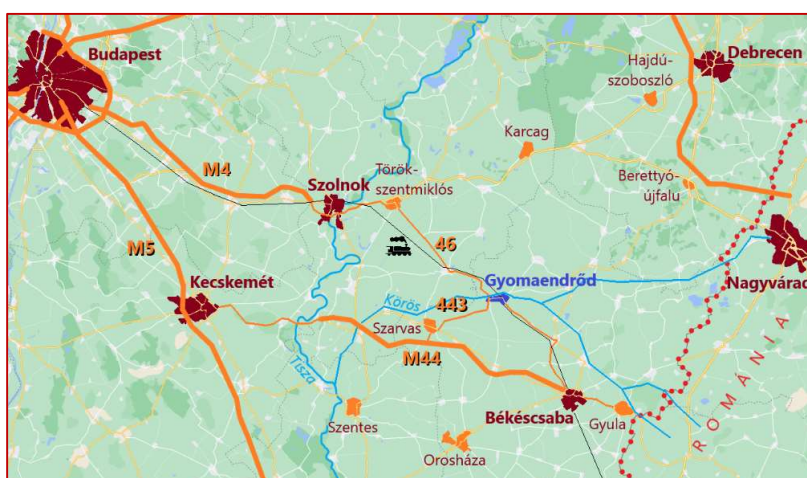 Budapest
Debrecen
Hajdú-
szoboszló
Karcag
M4
Török-
szentmiklós
Szolnok
Berettyó-
újfalu
M5
46
Kecskemét
Gyomaendrőd
Nagyvárad
443
Körös
Szarvas
M44
Tisza
ROMÁNIA
Békéscsaba
Gyula
Szentes
Orosháza